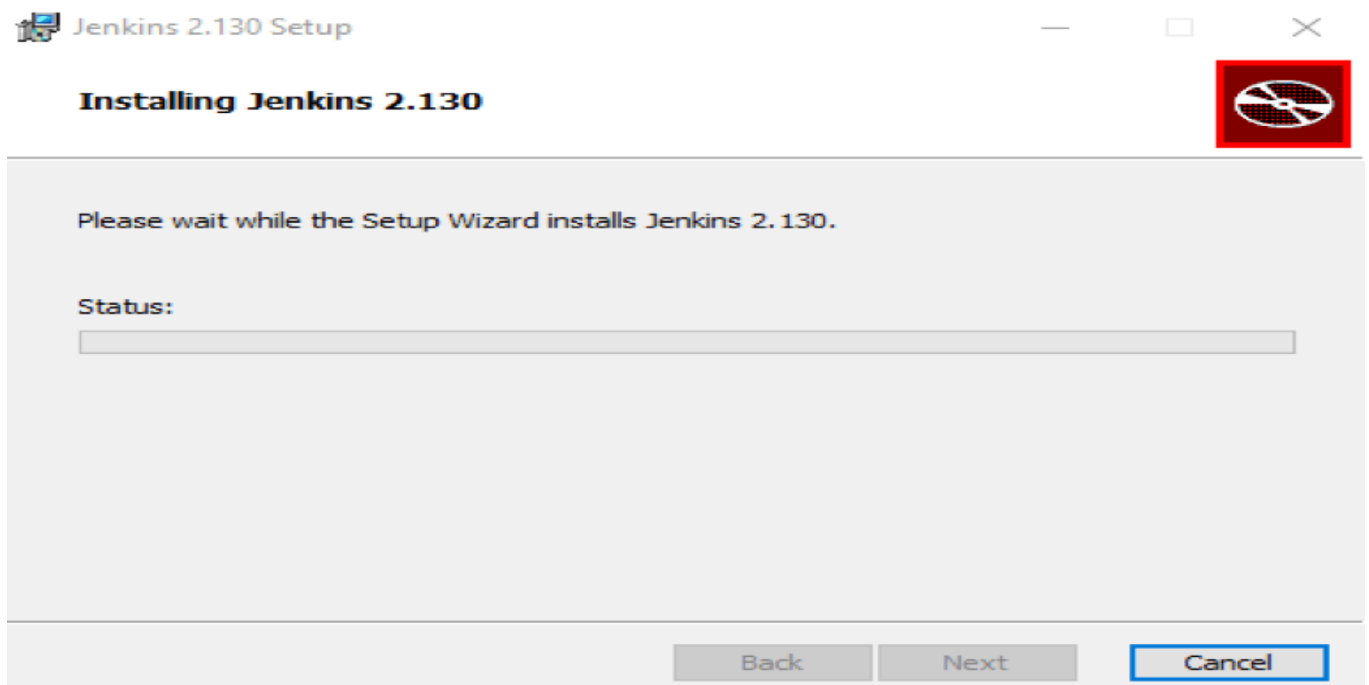 Jenkins 2.130 Setup
Installing Jenkins 2.130
Please wait while the Setup Wizard installs Jenkins 2.130.
Status:
Back Next Cancel